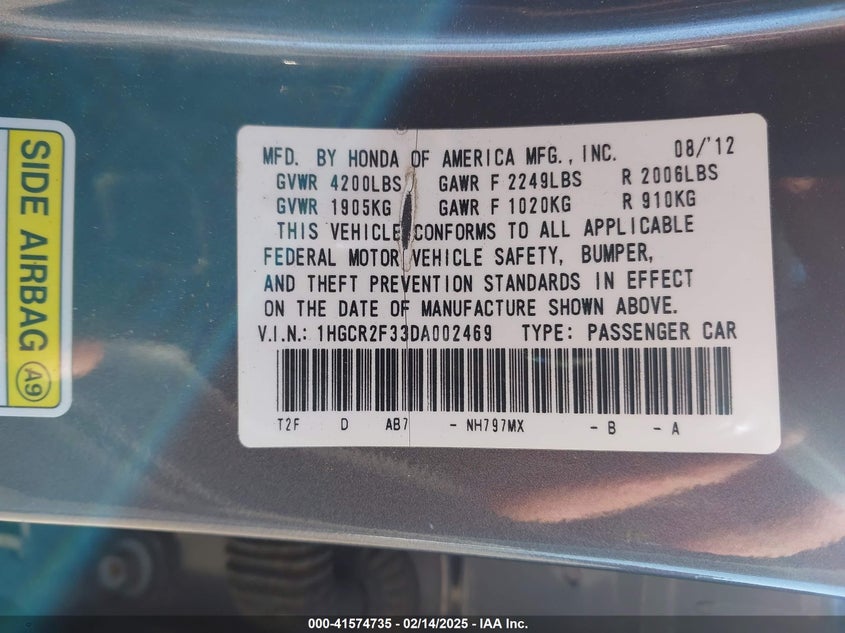 SIDE AIRBAG A9
MFD. BY HONDA OF AMERICA MFG., INC. 08/'12
GVWR 4200LBS GAWR F 2249LBS R 2006LBS
GVWR 1905KG GAWR F 1020KG R 910KG
THIS VEHICLE CONFORMS TO ALL APPLICABLE
FEDERAL MOTOR VEHICLE SAFETY, BUMPER,
AND THEFT PREVENTION STANDARDS IN EFFECT
ON THE DATE OF MANUFACTURE SHOWN ABOVE.
V.I.N.: 1HGCR2F33DA002469 TYPE: PASSENGER CAR
T2F D AB7 - NH797MX - B - A
000-41574735 - 02/14/2025 - IAA Inc.